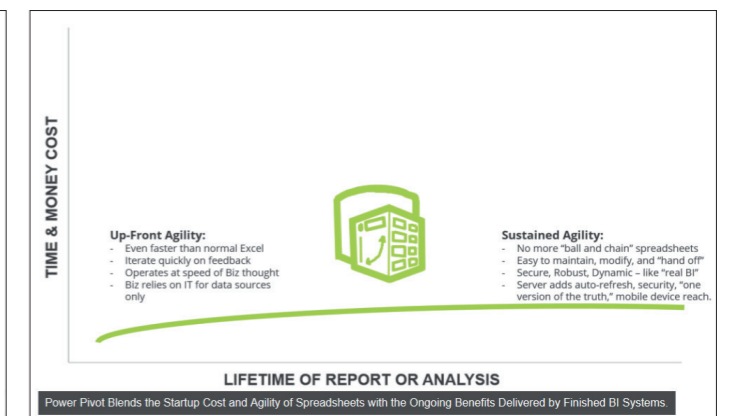 TIME & MONEY COST
Up-Front Agility:
- Even faster than normal Excel
- Iterate quickly on feedback
- Operates at speed of Biz thought
- Biz relies on IT for data sources
only
Sustained Agility:
- No more “ball and chain” spreadsheets
- Easy to maintain, modify, and “hand off”
- Secure, Robust, Dynamic – like “real BI”
- Server adds auto-refresh, security, “one
version of the truth,” mobile device reach.
LIFETIME OF REPORT OR ANALYSIS
Power Pivot Blends the Startup Cost and Agility of Spreadsheets with the Ongoing Benefits Delivered by Finished BI Systems.